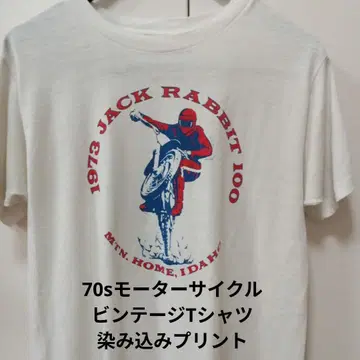 1973 JACK RABBIT 100
MTN. HOME, IDAHO
70sモーターサイクル
ビンテージTシャツ
染み込みプリント